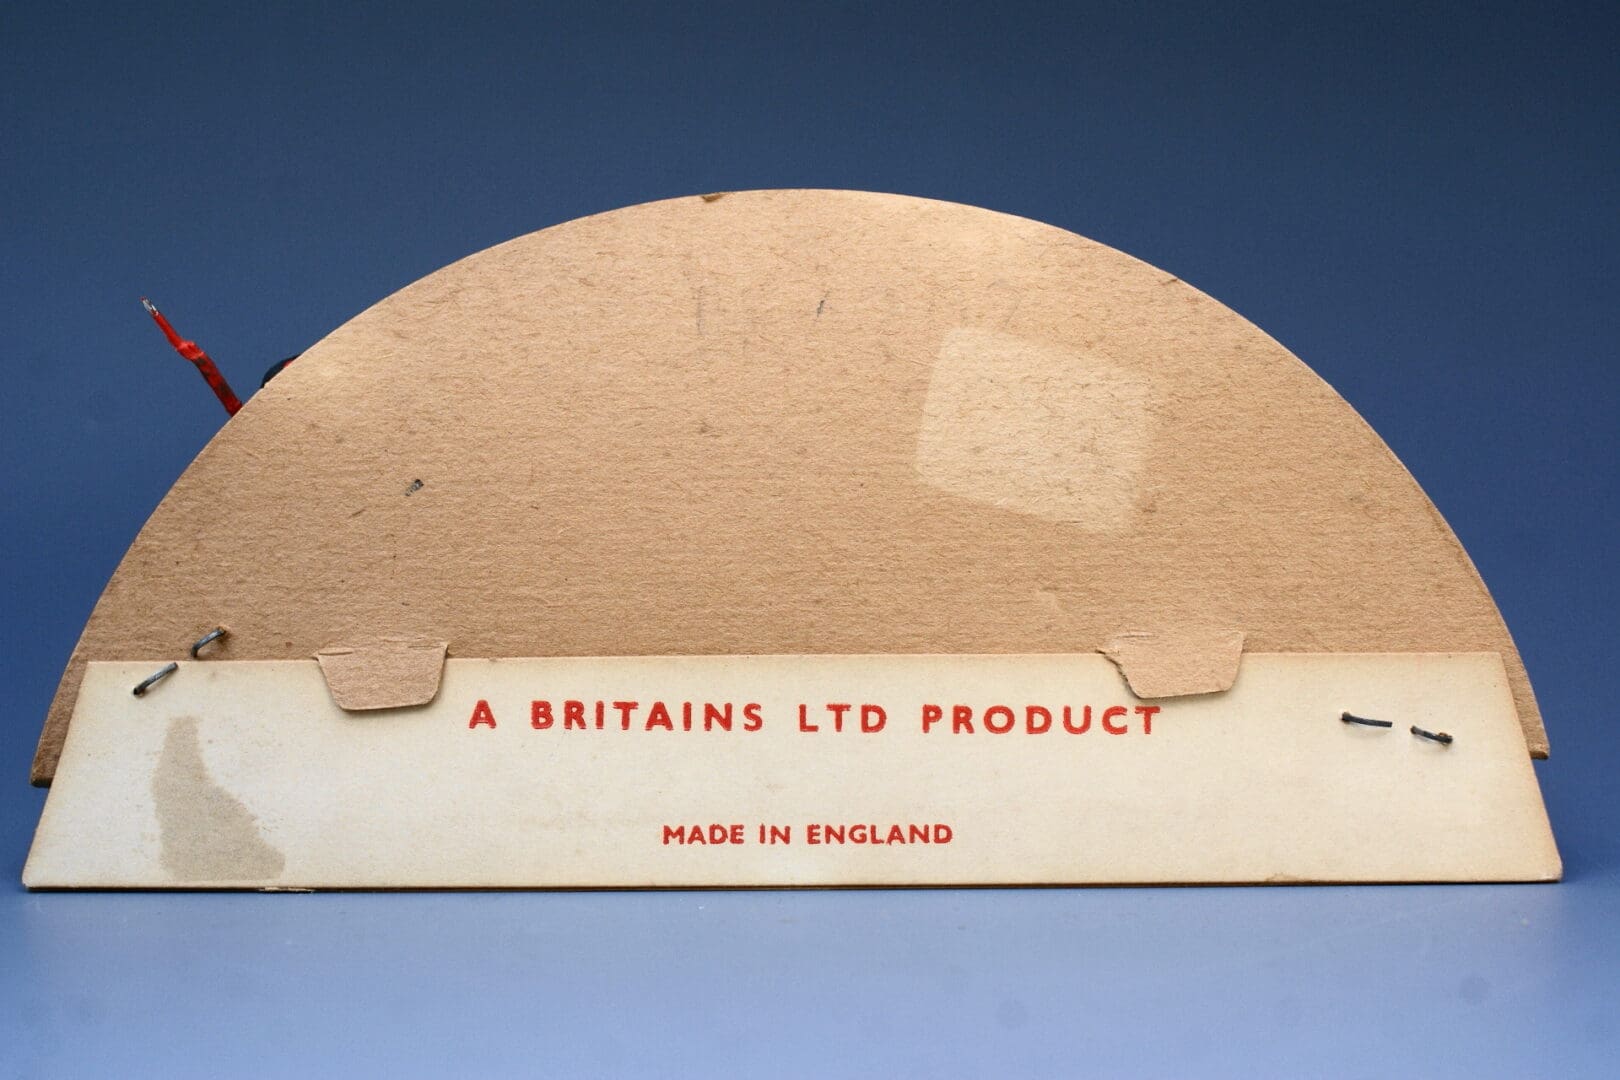 A BRITAINS LTD PRODUCT
MADE IN ENGLAND